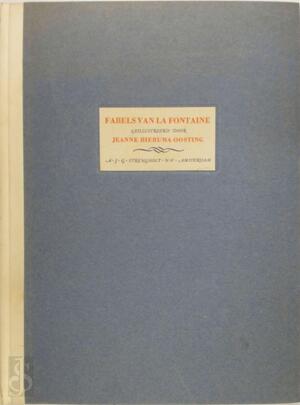 FABELS VAN LA FONTAINE
GEILLUSTREERD DOOR
JEANNE BIERUMA OOSTING
A · J · G · STRENGHOLT · N·V · AMSTERDAM